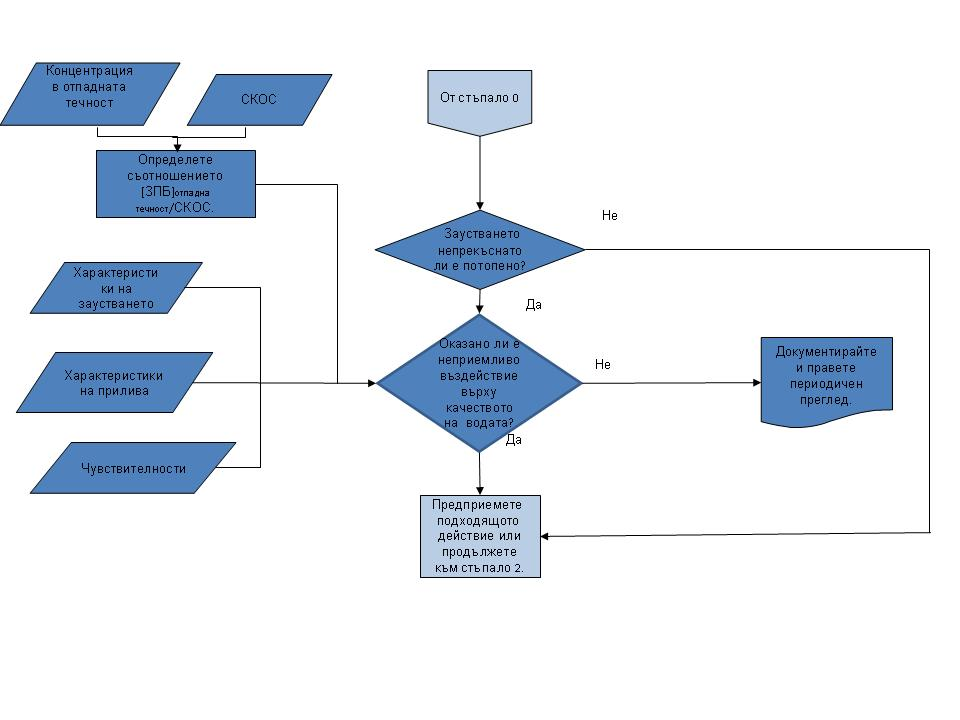 Концентрация
в отпадната
течност
СКОС
От стъпало 0
Определете
съотношението
[ЗПБ]отпадна
течност/СКОС.
Не
Заустването
непрекъснато
ли е потопено?
Характеристи
ки на
заустването
Да
Оказано ли е
неприемливо
въздействие
върху
качеството
на водата?
Не
Документирайте
и правете
периодичен
преглед.
Характеристики
на прилива
Да
Чувствителности
Предприемете
подходящото
действие или
продължете
към стъпало 2.